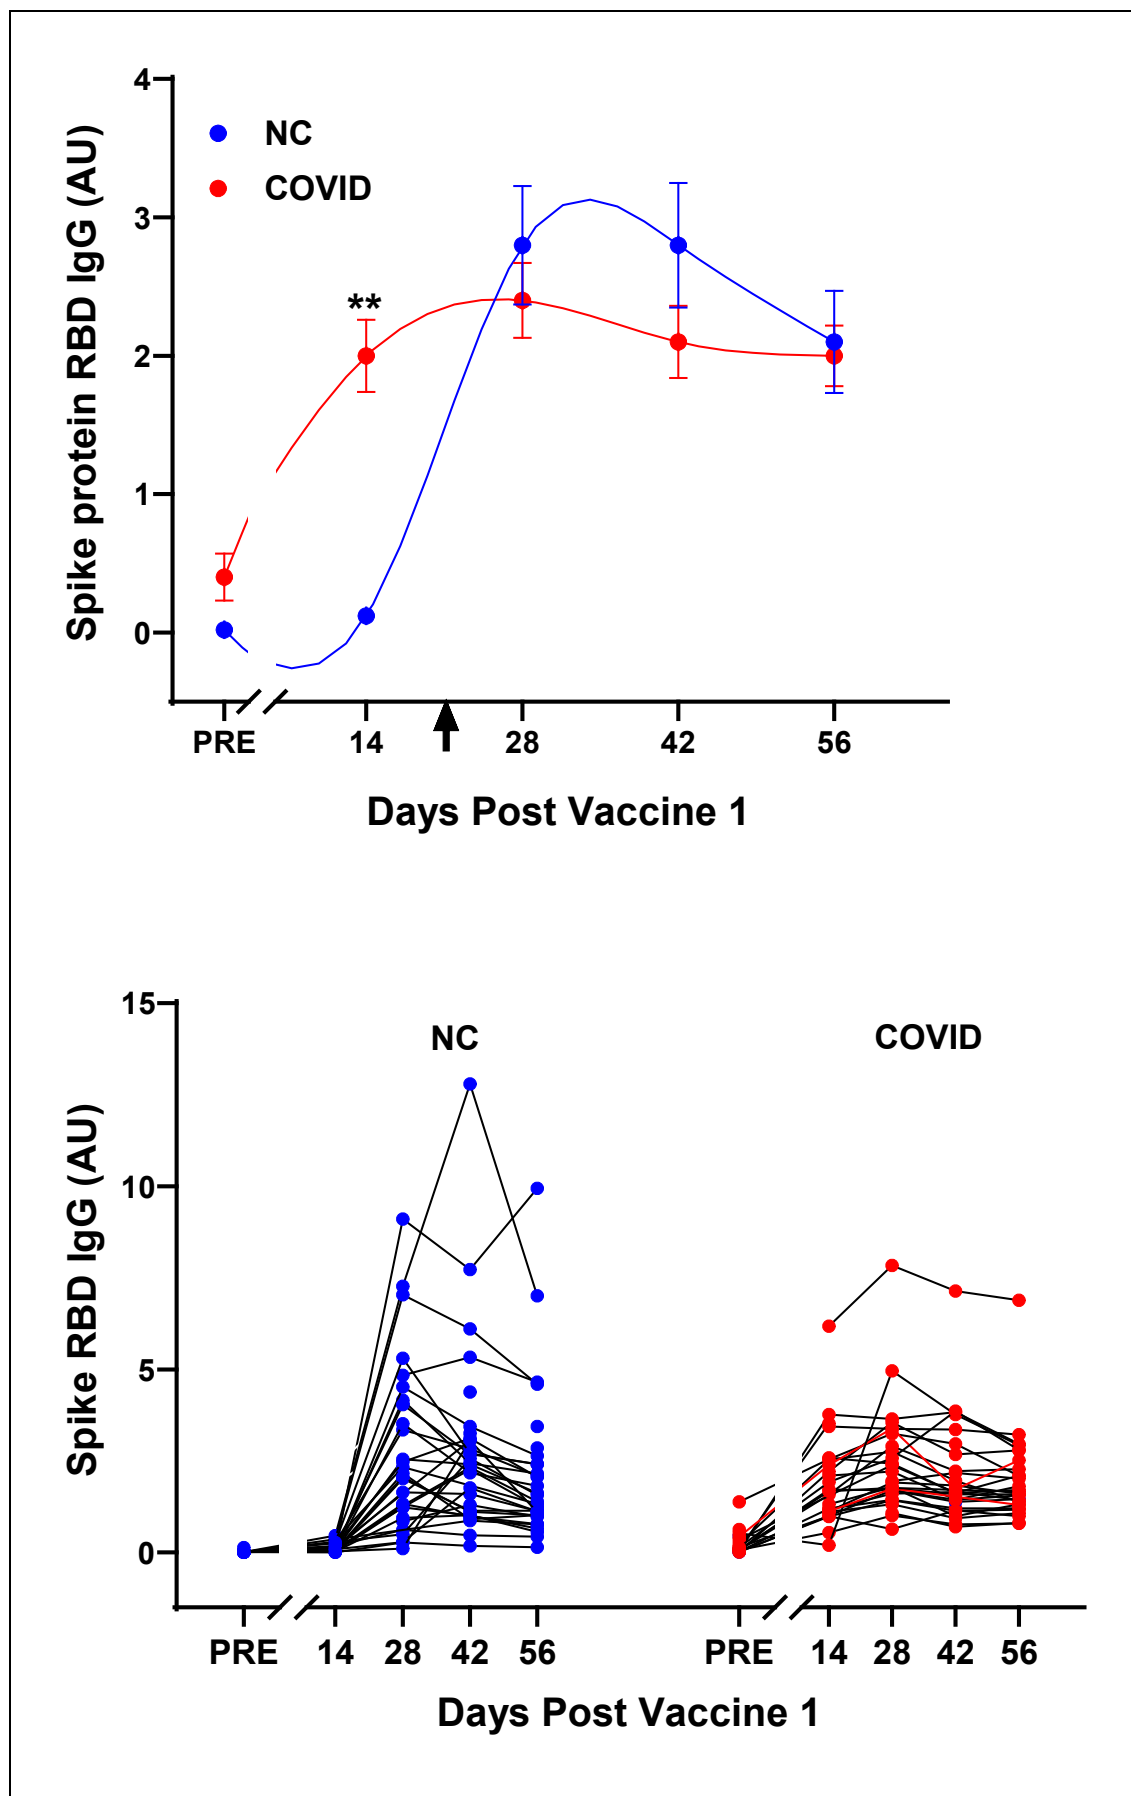 Spike protein RBD IgG (AU)
4
3
2
1
0
NC
COVID
**
PRE 14 28 42 56
Days Post Vaccine 1
Spike RBD IgG (AU)
15
10
5
0
NC COVID
PRE 14 28 42 56 PRE 14 28 42 56
Days Post Vaccine 1